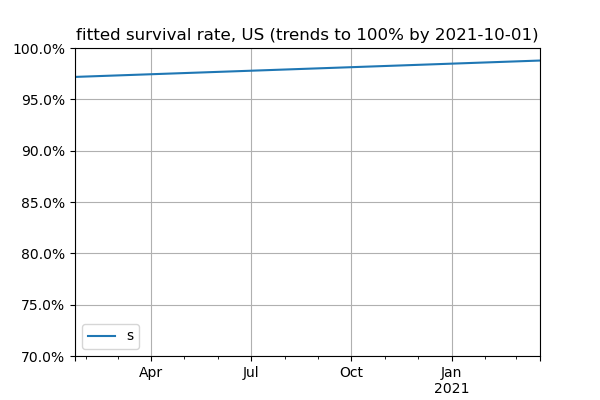 fitted survival rate, US (trends to 100% by 2021-10-01)
100.0%
95.0%
90.0%
85.0%
80.0%
75.0%
70.0%
s
Apr Jul Oct Jan
2021